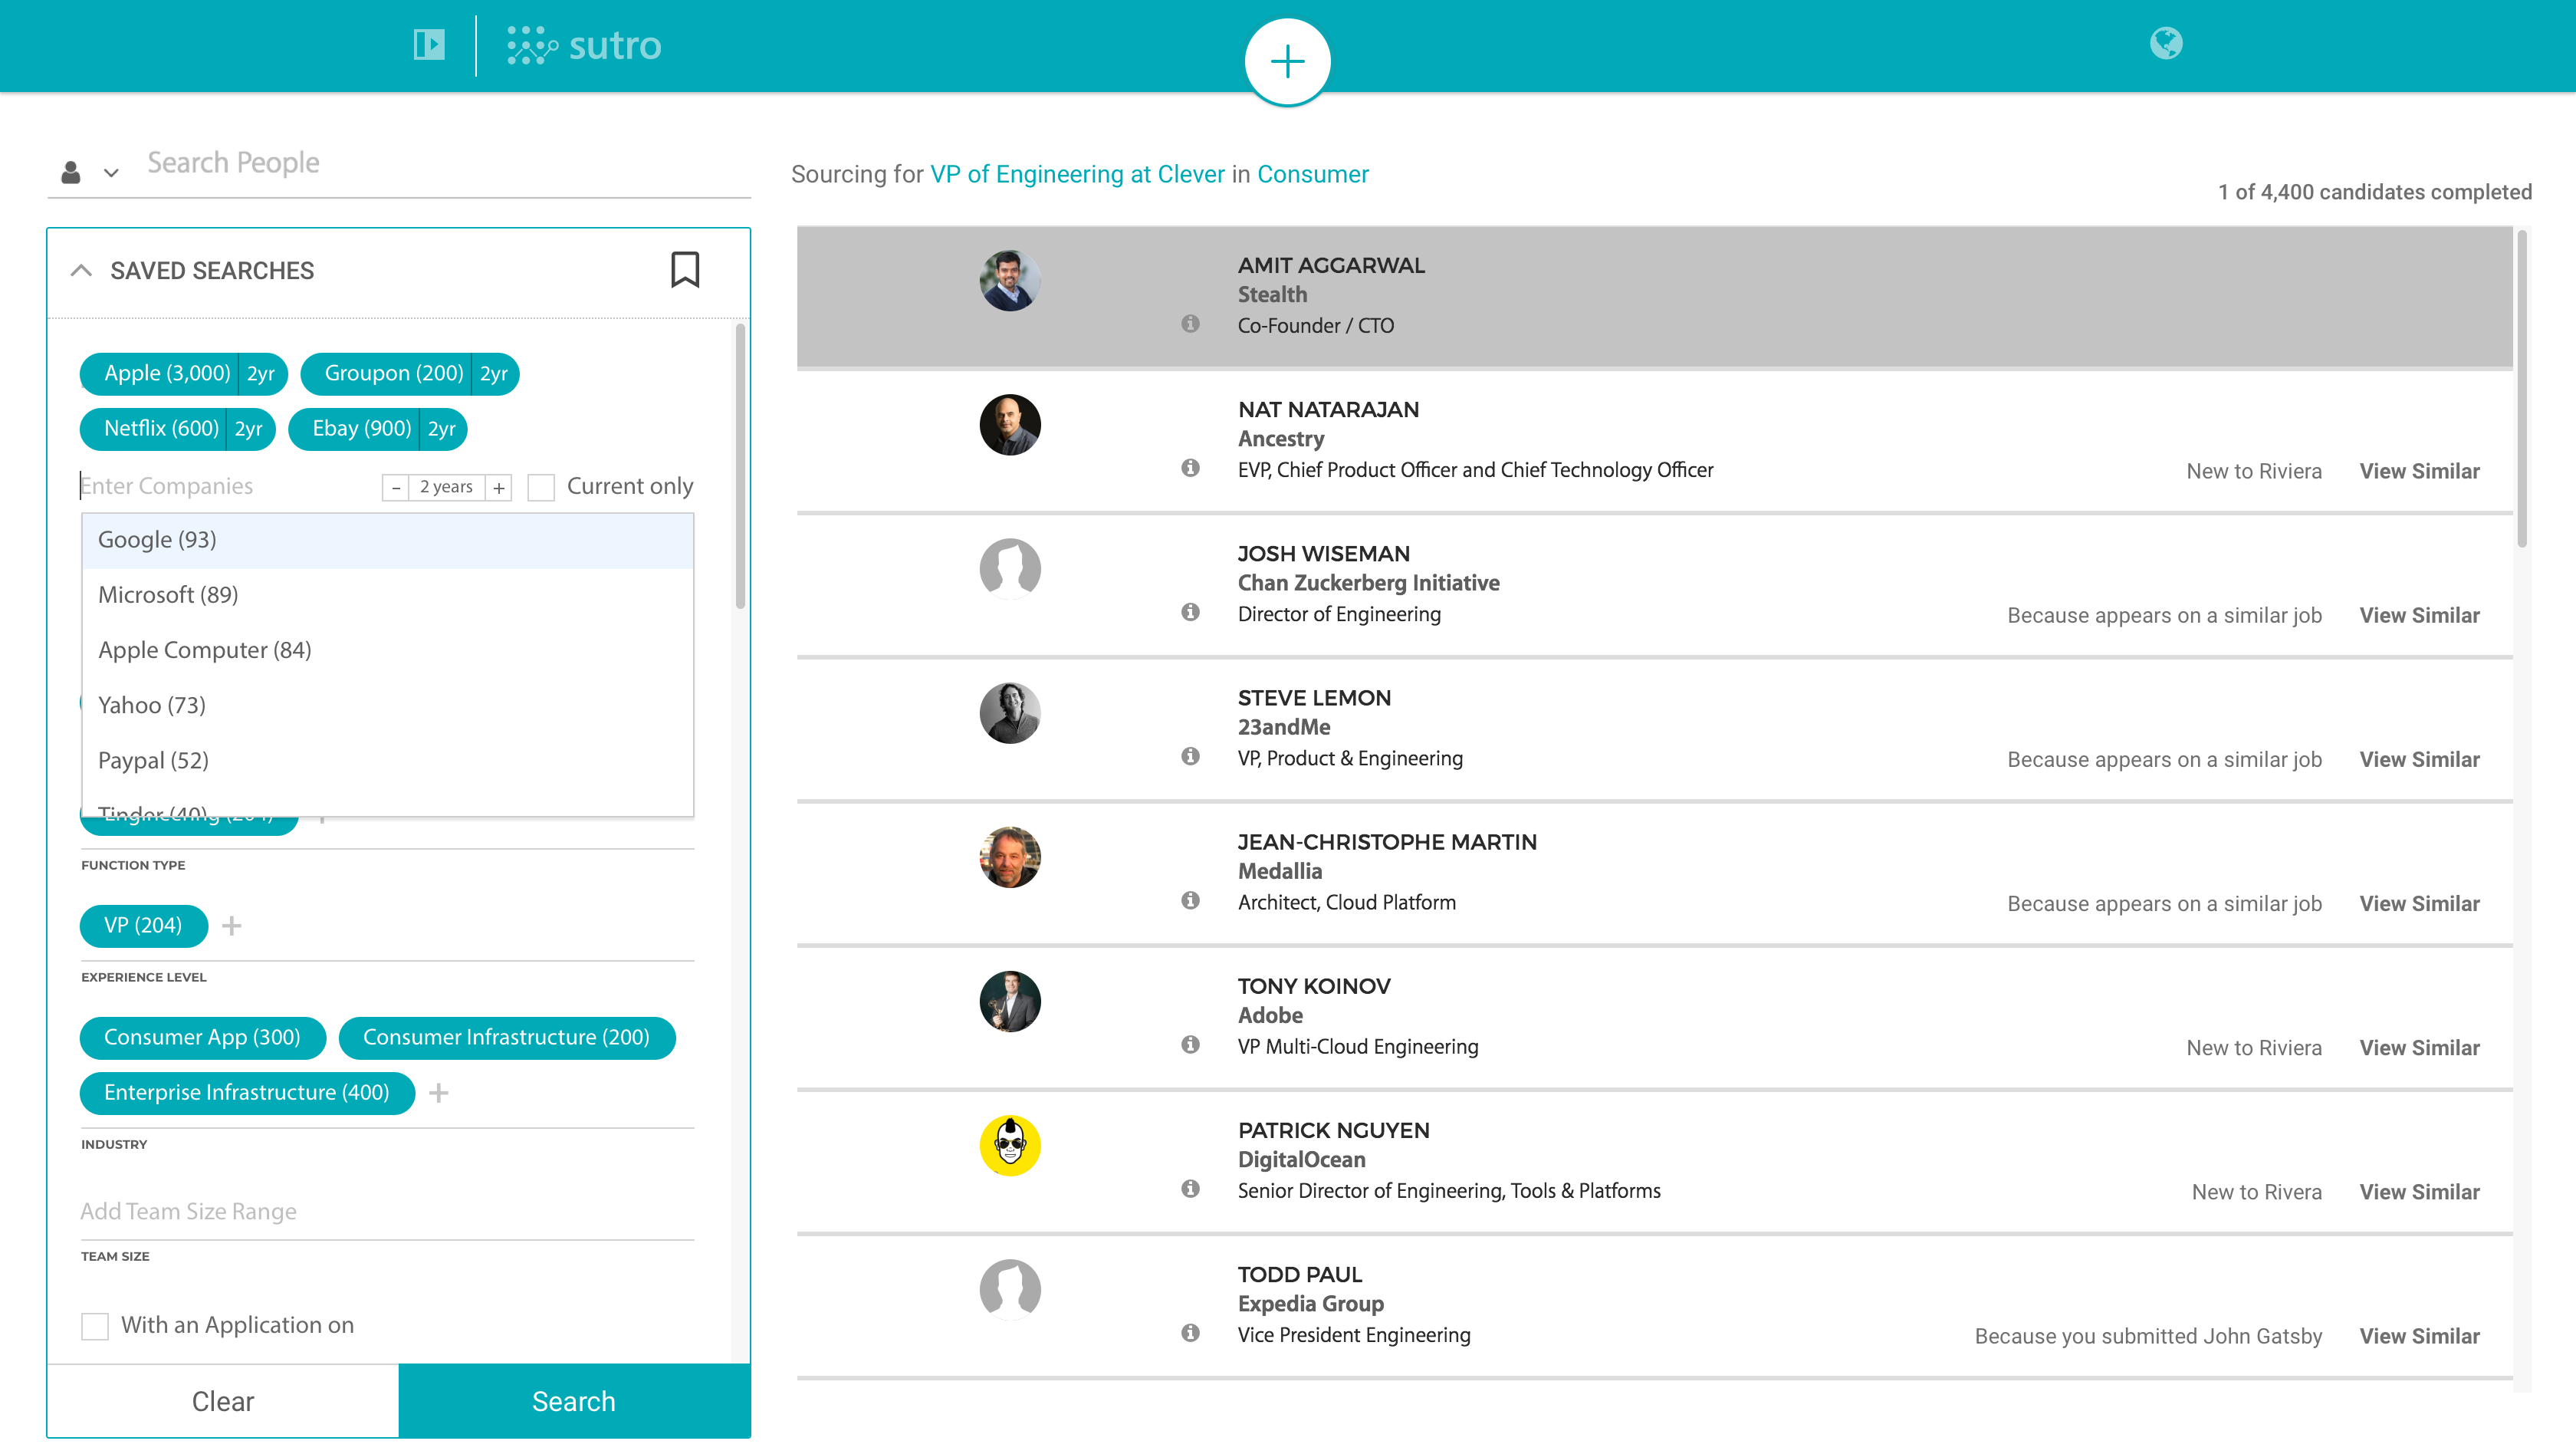 sutro
Search People
SAVED SEARCHES
Apple (3,000) 2yr Groupon (200) 2yr
Netflix (600) 2yr Ebay (900) 2yr
Enter Companies - 2 years + Current only
Google (93)
Microsoft (89)
Apple Computer (84)
Yahoo (73)
Paypal (52)
Tinder (40)
FUNCTION TYPE
VP (204) +
EXPERIENCE LEVEL
Consumer App (300) Consumer Infrastructure (200)
Enterprise Infrastructure (400) +
INDUSTRY
Add Team Size Range
TEAM SIZE
With an Application on
Clear Search
Sourcing for VP of Engineering at Clever in Consumer
1 of 4,400 candidates completed
AMIT AGGARWAL
Stealth
Co-Founder / CTO
NAT NATARAJAN
Ancestry
EVP, Chief Product Officer and Chief Technology Officer
New to Riviera View Similar
JOSH WISEMAN
Chan Zuckerberg Initiative
Director of Engineering
Because appears on a similar job View Similar
STEVE LEMON
23andMe
VP, Product & Engineering
Because appears on a similar job View Similar
JEAN-CHRISTOPHE MARTIN
Medallia
Architect, Cloud Platform
Because appears on a similar job View Similar
TONY KOINOV
Adobe
VP Multi-Cloud Engineering
New to Riviera View Similar
PATRICK NGUYEN
DigitalOcean
Senior Director of Engineering, Tools & Platforms
New to Rivera View Similar
TODD PAUL
Expedia Group
Vice President Engineering
Because you submitted John Gatsby View Similar